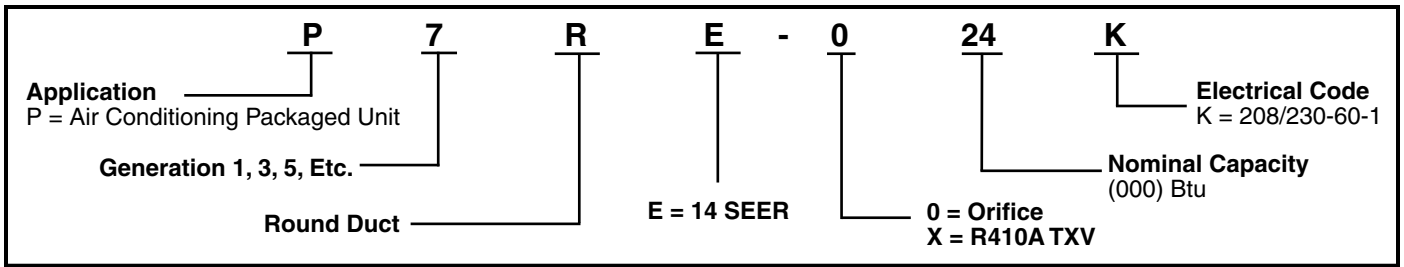 P 7 R E - 0 24 K
Application
P = Air Conditioning Packaged Unit
Generation 1, 3, 5, Etc.
Round Duct
E = 14 SEER
0 = Orifice
X = R410A TXV
Nominal Capacity
(000) Btu
Electrical Code
K = 208/230-60-1